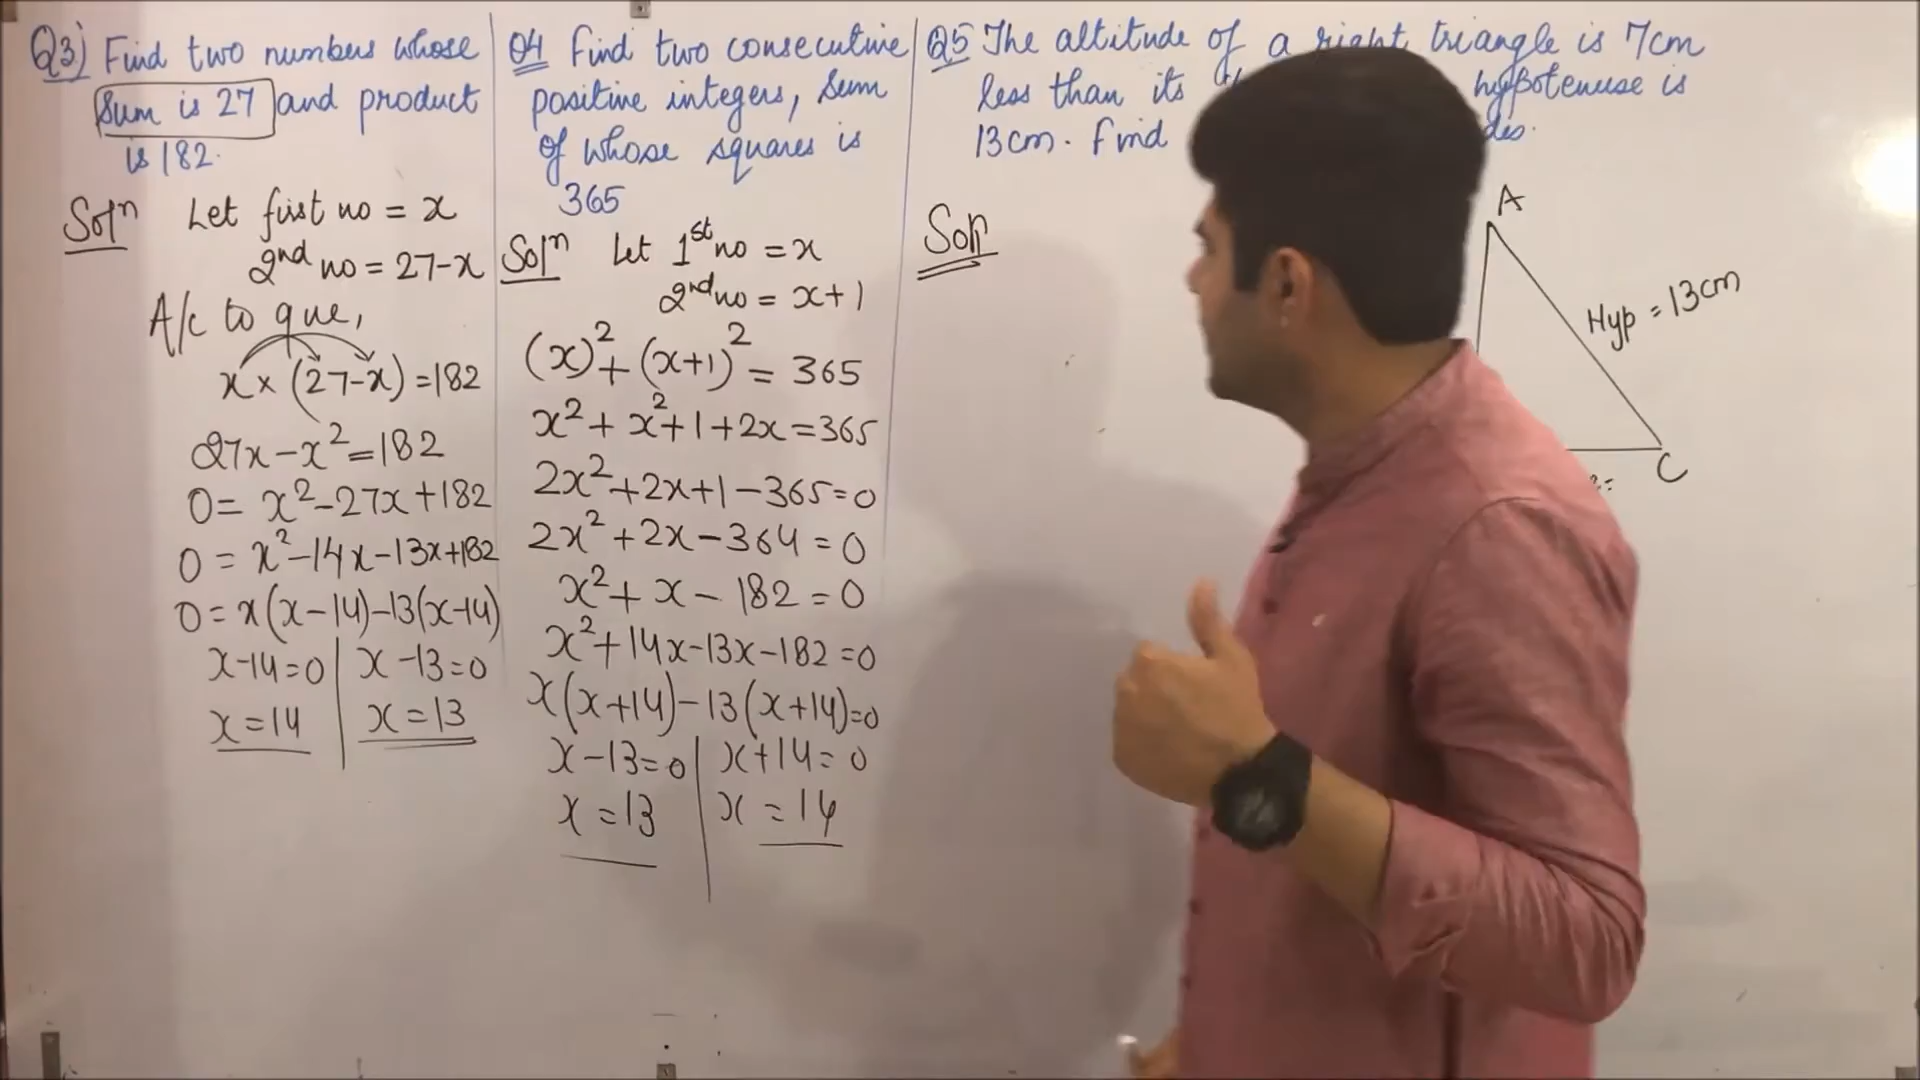 Q3) Find two numbers whose
sum is 27 and product
is 182.
Solⁿ Let first no = x
2nd no = 27-x
A/c to que,
x × (27-x) = 182
27x - x² = 182
0 = x² - 27x + 182
0 = x² - 14x - 13x + 182
0 = x(x-14) - 13(x-14)
x-14=0 | x-13=0
x=14 | x=13
Q4 Find two consecutive
positive integers, sum
of whose squares is
365
Solⁿ Let 1st no = x
2nd no = x+1
(x)² + (x+1)² = 365
x² + x² + 1 + 2x = 365
2x² + 2x + 1 - 365 = 0
2x² + 2x - 364 = 0
x² + x - 182 = 0
x² + 14x - 13x - 182 = 0
x(x+14) - 13(x+14) = 0
x-13=0 | x+14=0
x=13 | x=14
Q5 The altitude of a right triangle is 7cm
less than its hypotenuse is
13cm. Find
Solⁿ
A
Hyp = 13cm
C